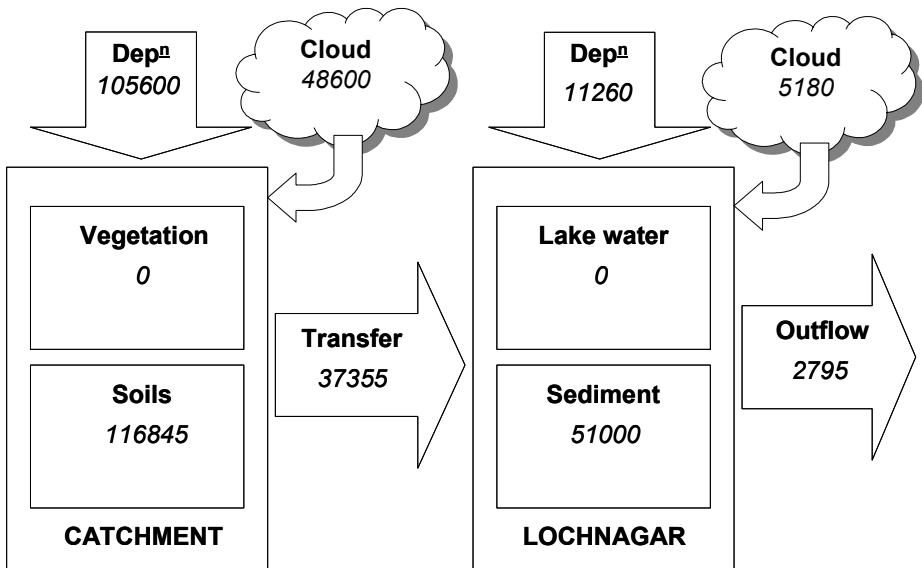 Depn
105600
Cloud
48600
Depn
11260
Cloud
5180
Vegetation
0
Soils
116845
CATCHMENT
Transfer
37355
Lake water
0
Sediment
51000
LOCHNAGAR
Outflow
2795